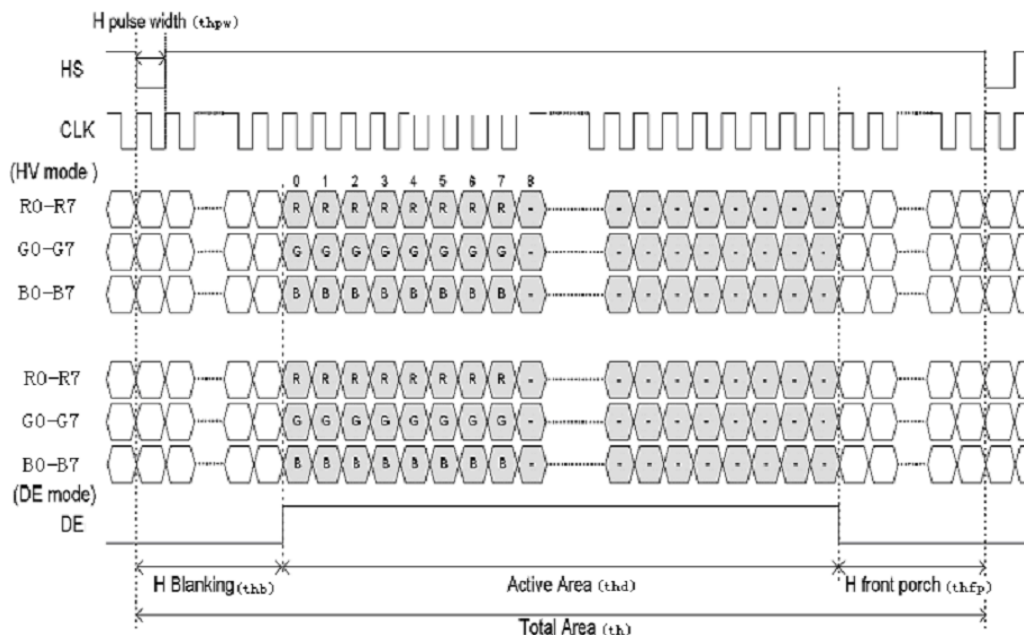 H pulse width (thpw)
HS
CLK
(HV mode )
0 1 2 3 4 5 6 7 8
R0-R7 R R R R R R R R - - - - - - - - -
G0-G7 G G G G G G G G - - - - - - - - -
B0-B7 B B B B B B B B - - - - - - - - -
R0-R7 R R R R R R R R - - - - - - - - -
G0-G7 G G G G G G G G - - - - - - - - -
B0-B7 B B B B B B B B - - - - - - - - -
(DE mode)
DE
H Blanking(thb) Active Area (thd) H front porch (thfp)
Total Area (th)